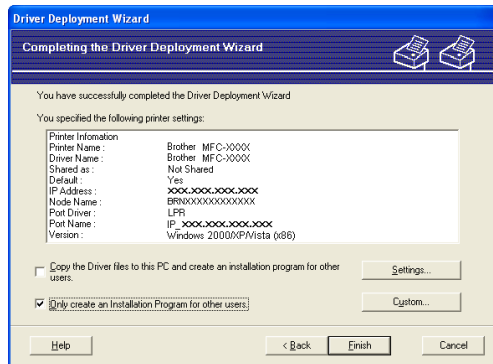 Driver Deployment Wizard
Completing the Driver Deployment Wizard
You have successfully completed the Driver Deployment Wizard
You specified the following printer settings:
Printer Infomation
Printer Name : Brother MFC-XXXX
Driver Name : Brother MFC-XXXX
Shared as : Not Shared
Default : Yes
IP Address : XXX.XXX.XXX.XXX
Node Name : BRNXXXXXXXXXXXX
Port Driver : LPR
Port Name : IP_XXX.XXX.XXX.XXX
Version : Windows 2000/XP/Vista (x86)
Copy the Driver files to this PC and create an installation program for other
users.
Settings...
Only create an Installation Program for other users.
Custom...
Help
< Back
Finish
Cancel